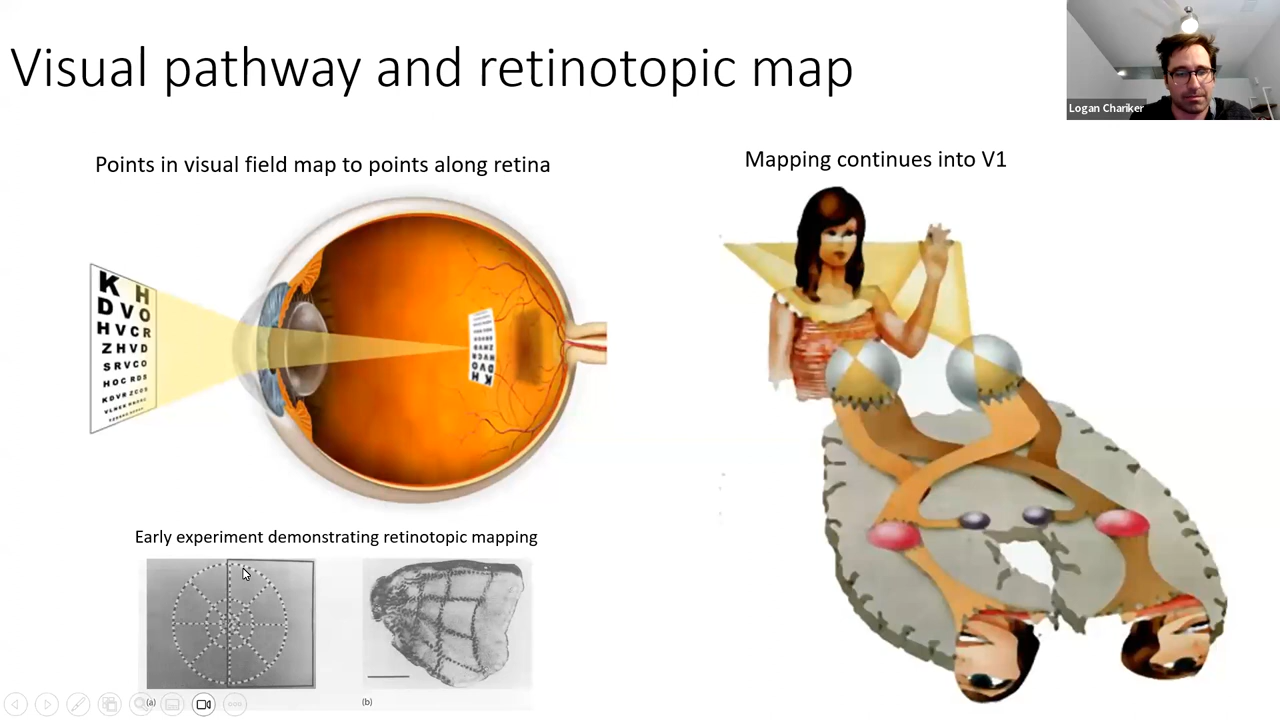 Visual pathway and retinotopic map
Logan Chariker
Points in visual field map to points along retina
Mapping continues into V1
K H
D V O
H V C R
Z H V D
S R V C O
H O C R D S
K D V R Z C O S
Early experiment demonstrating retinotopic mapping
(a)
(b)